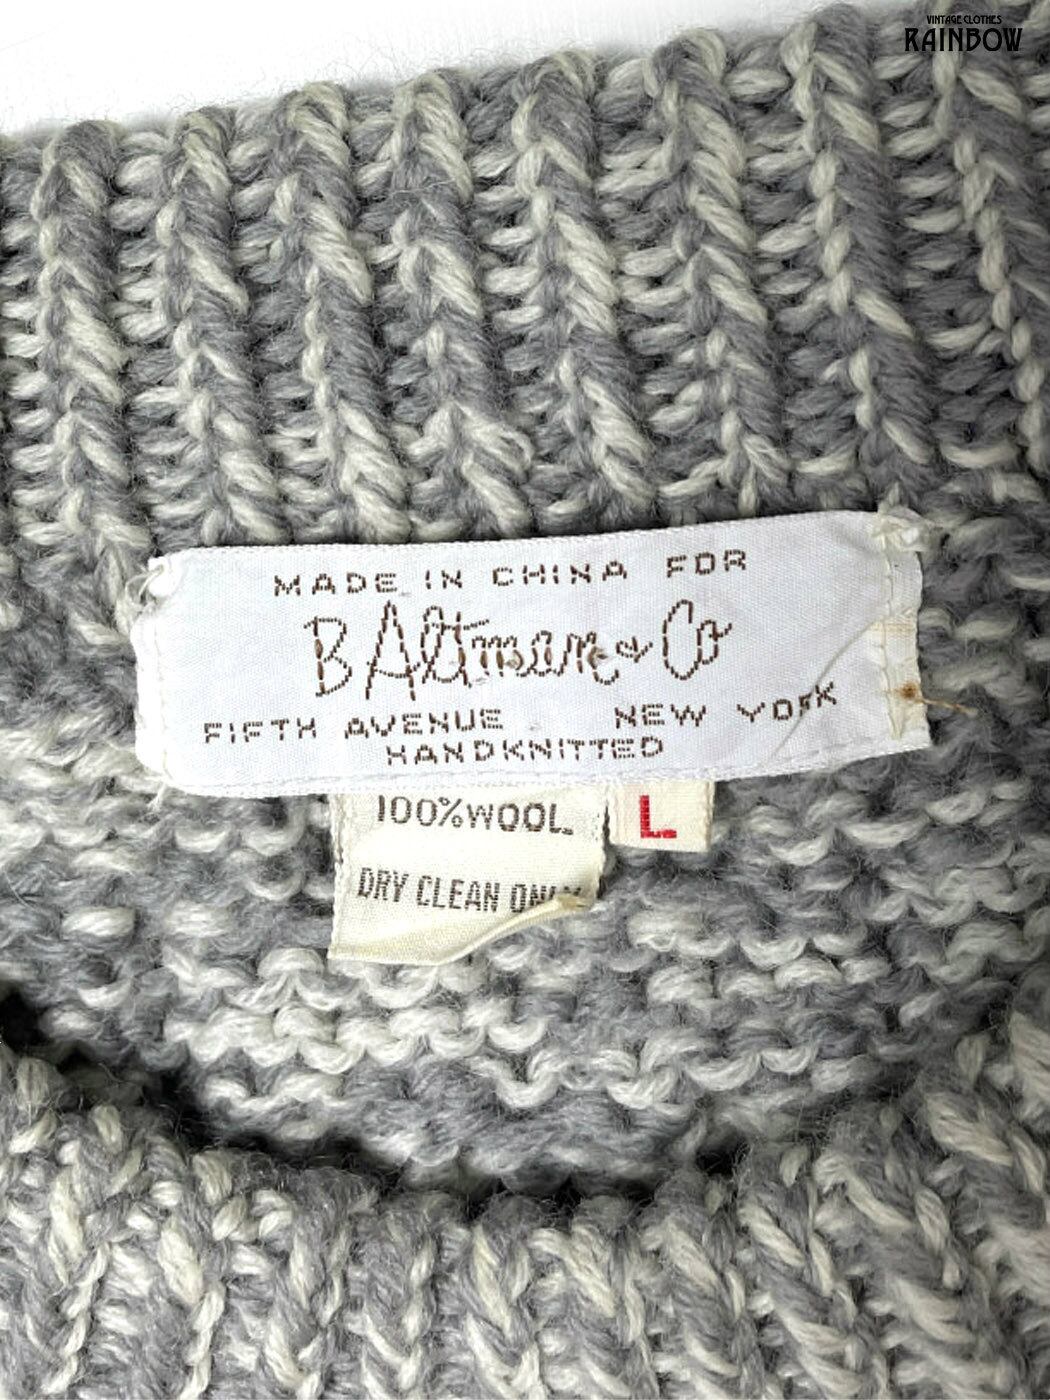 VINTAGE CLOTHES
RAINBOW
MADE IN CHINA FOR
B Altman & Co
FIFTH AVENUE NEW YORK
HANDKNITTED
100% WOOL
L
DRY CLEAN ONLY